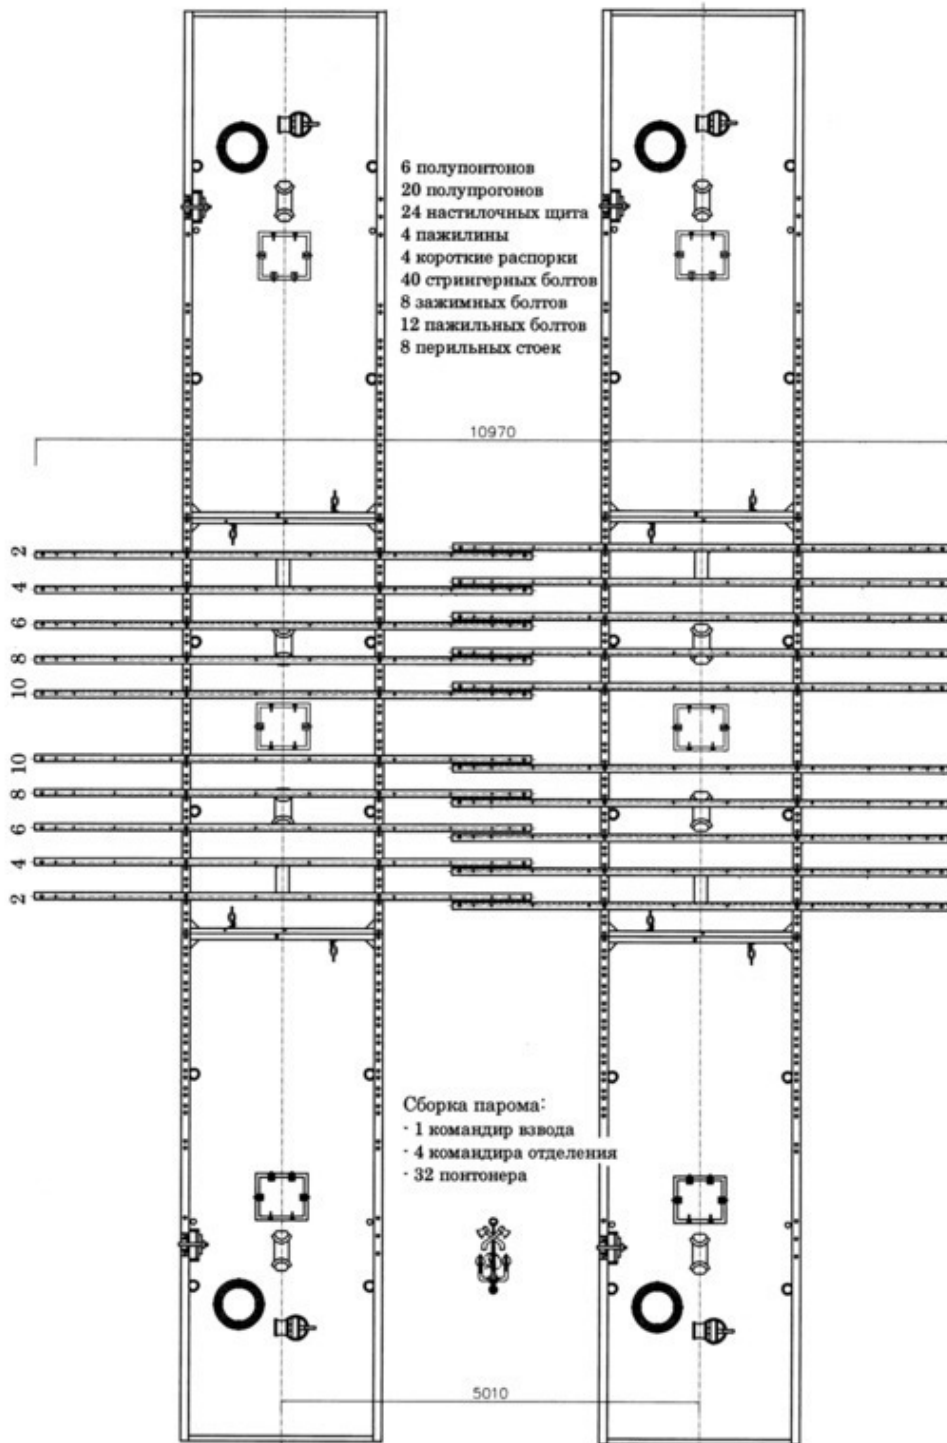 6 полупонтонов
20 полупрогонов
24 настилочных щита
4 пажилины
4 короткие распорки
40 стрингерных болтов
8 зажимных болтов
12 пажильных болтов
8 перильных стоек
10970
2
4
6
8
10
10
8
6
4
2
Сборка парома:
- 1 командир взвода
- 4 командира отделения
- 32 понтонера
5010